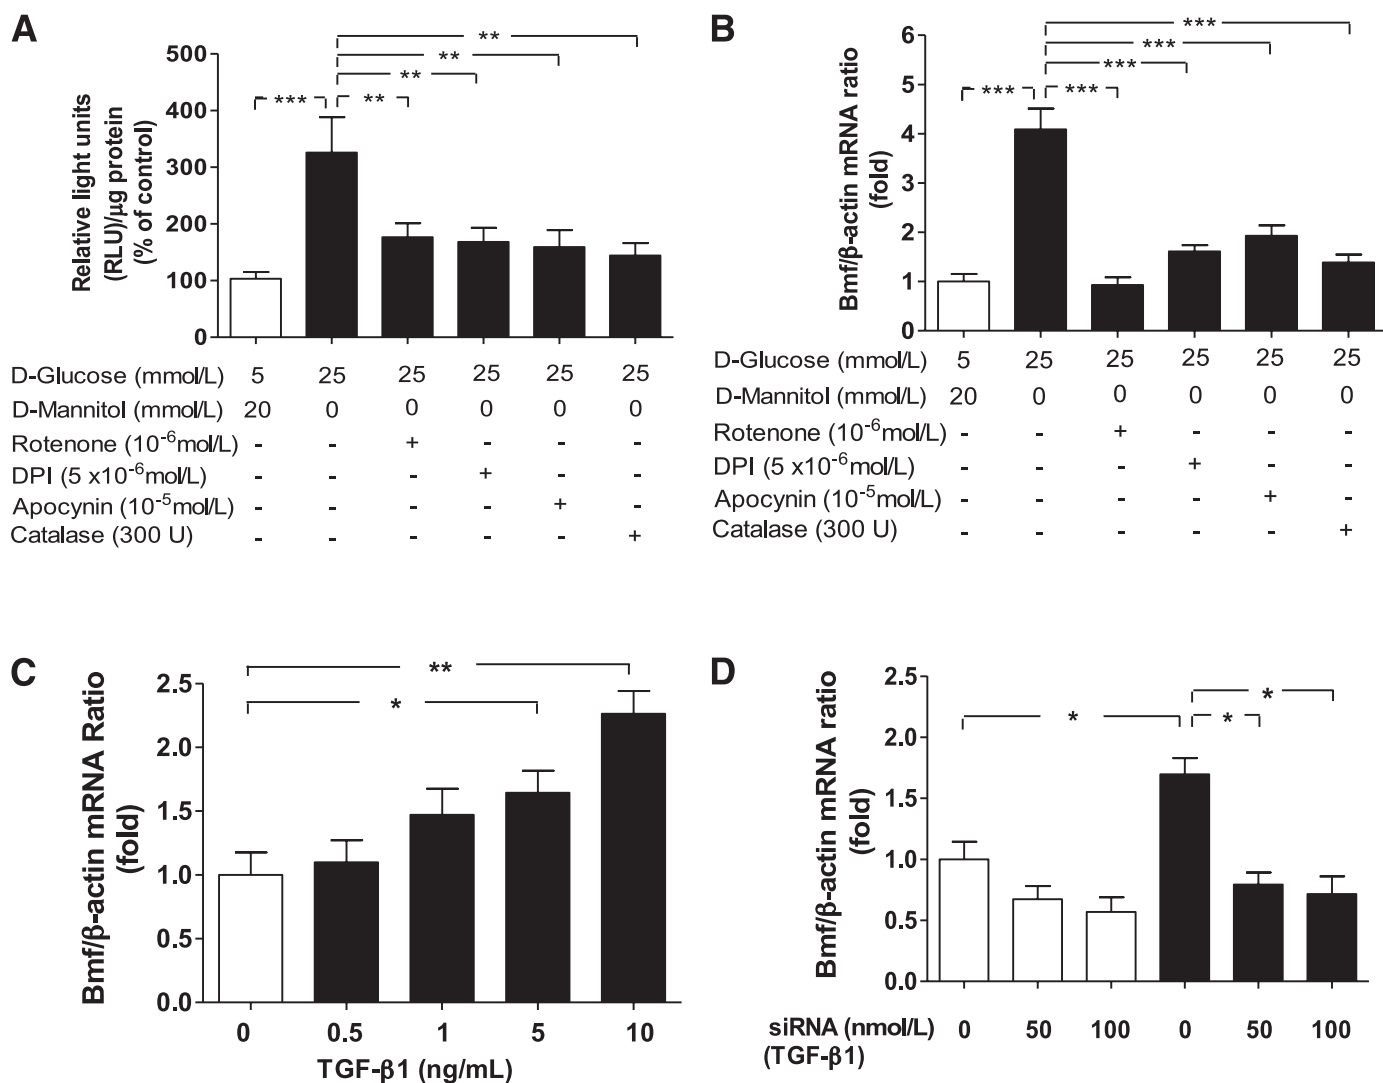 A
Relative light units
(RLU)/μg protein
(% of control)
500
400
300
200
100
0
**
**
**
*** **
D-Glucose (mmol/L) 5 25 25 25 25 25
D-Mannitol (mmol/L) 20 0 0 0 0 0
Rotenone (10-6mol/L) - - + - - -
DPI (5 x10-6mol/L) - - - + - -
Apocynin (10-5mol/L) - - - - + -
Catalase (300 U) - - - - - +
B
Bmf/β-actin mRNA ratio
(fold)
6
5
4
3
2
1
0
***
***
***
*** ***
D-Glucose (mmol/L) 5 25 25 25 25 25
D-Mannitol (mmol/L) 20 0 0 0 0 0
Rotenone (10-6mol/L) - - + - - -
DPI (5 x10-6mol/L) - - - + - -
Apocynin (10-5mol/L) - - - - + -
Catalase (300 U) - - - - - +
C
Bmf/β-actin mRNA Ratio
(fold)
2.5
2.0
1.5
1.0
0.5
0.0
**
*
0 0.5 1 5 10
TGF-β1 (ng/mL)
D
Bmf/β-actin mRNA ratio
(fold)
2.5
2.0
1.5
1.0
0.5
0.0
*
* *
siRNA (nmol/L) 0 50 100 0 50 100
(TGF-β1)